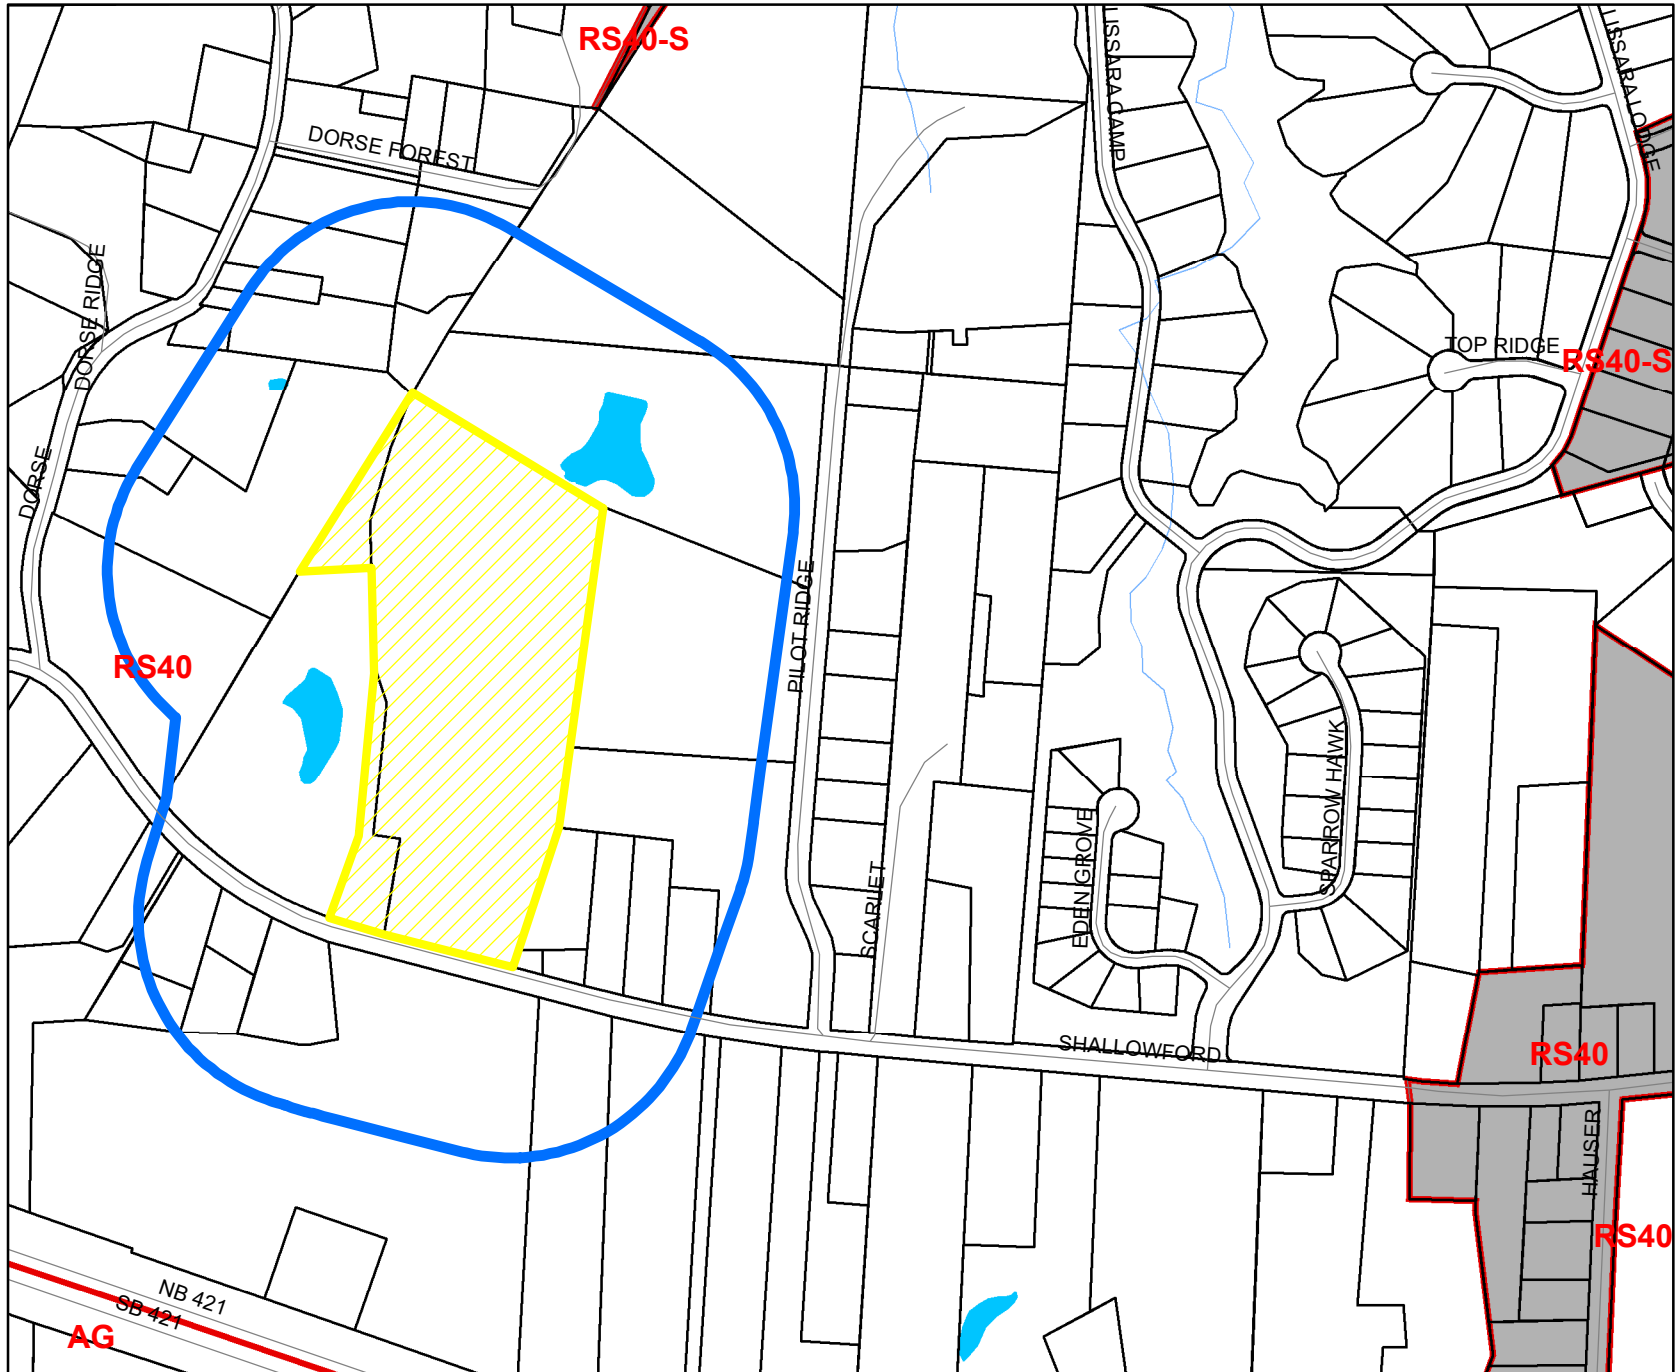 RS40-S
LISSARA CAMP
LISSARA LODGE
DORSE FOREST
DORSE RIDGE
TOP RIDGE
RS40-S
DORSE
PILOT RIDGE
RS40
SPARROW HAWK
EDEN GROVE
SCARLET
SHALLOWFORD
RS40
HAUSER
RS40
NB 421
SB 421
AG